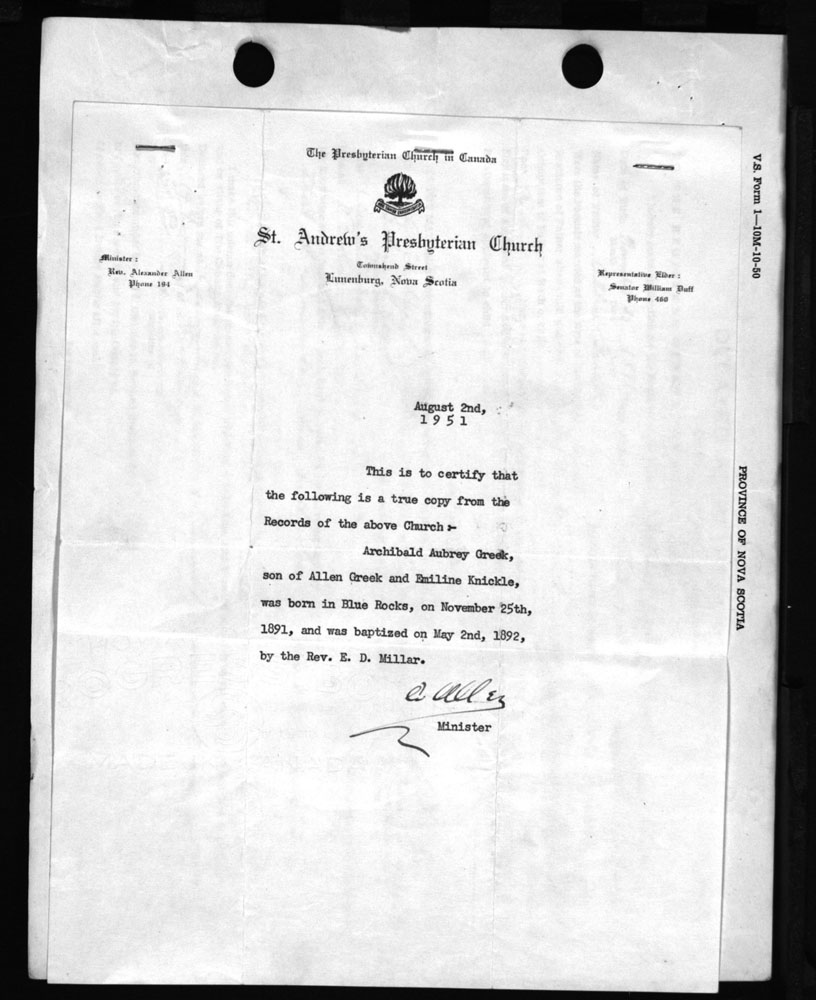 The Presbyterian Church in Canada
St. Andrew's Presbyterian Church
Townshend Street
Lunenburg, Nova Scotia
Minister :
Rev. Alexander Allen
Phone 194
Representative Elder :
Senator William Duff
Phone 460
August 2nd,
1951
This is to certify that
the following is a true copy from the
Records of the above Church :-
Archibald Aubrey Greek,
son of Allen Greek and Emiline Knickle,
was born in Blue Rocks, on November 25th,
1891, and was baptized on May 2nd, 1892,
by the Rev. E. D. Millar.
A Allen
Minister
V.S. Form 1—10M-10-50
PROVINCE OF NOVA SCOTIA